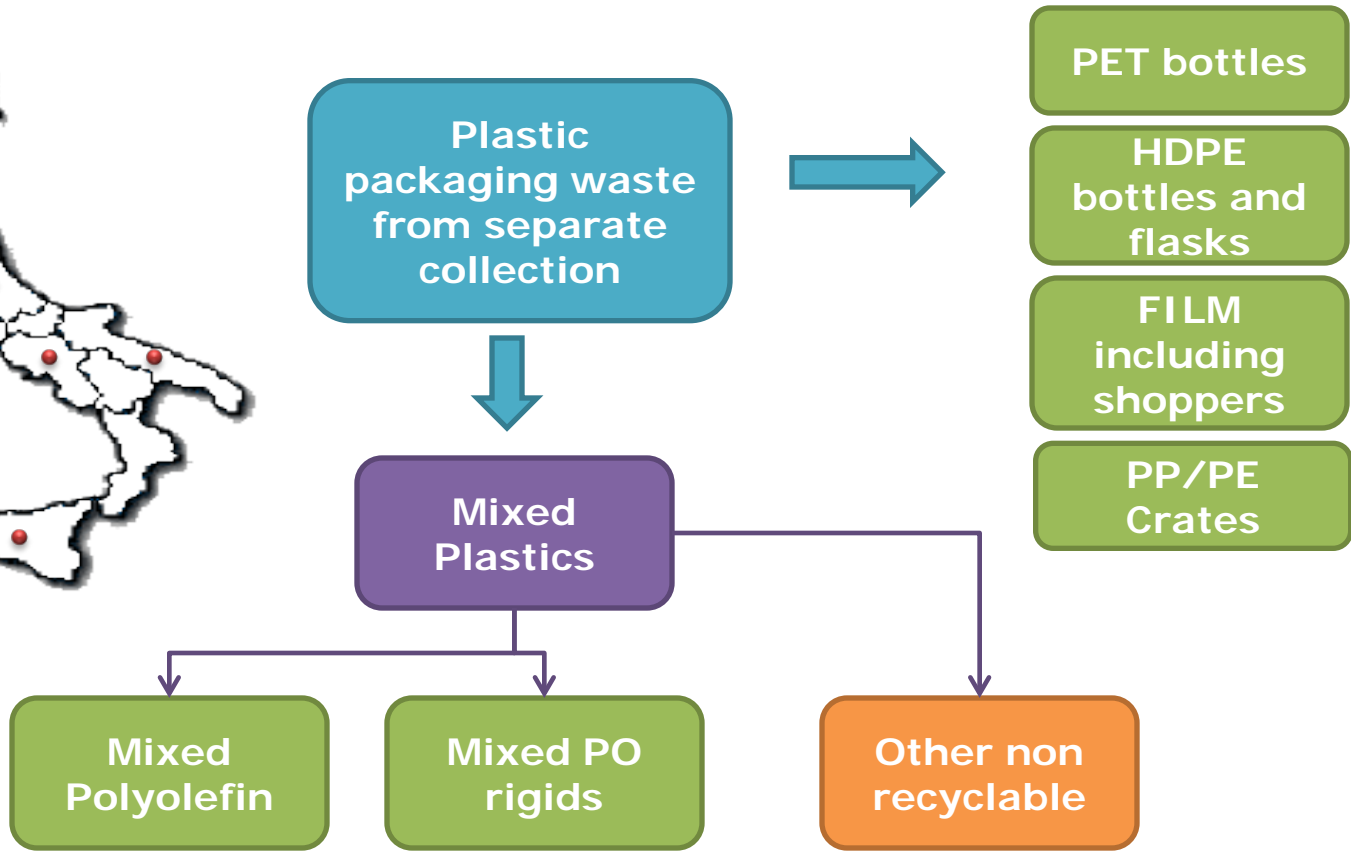 PET bottles
Plastic
packaging waste
from separate
collection
HDPE
bottles and
flasks
FILM
including
shoppers
PP/PE
Crates
Mixed
Plastics
Mixed
Polyolefin
Mixed PO
rigids
Other non
recyclable